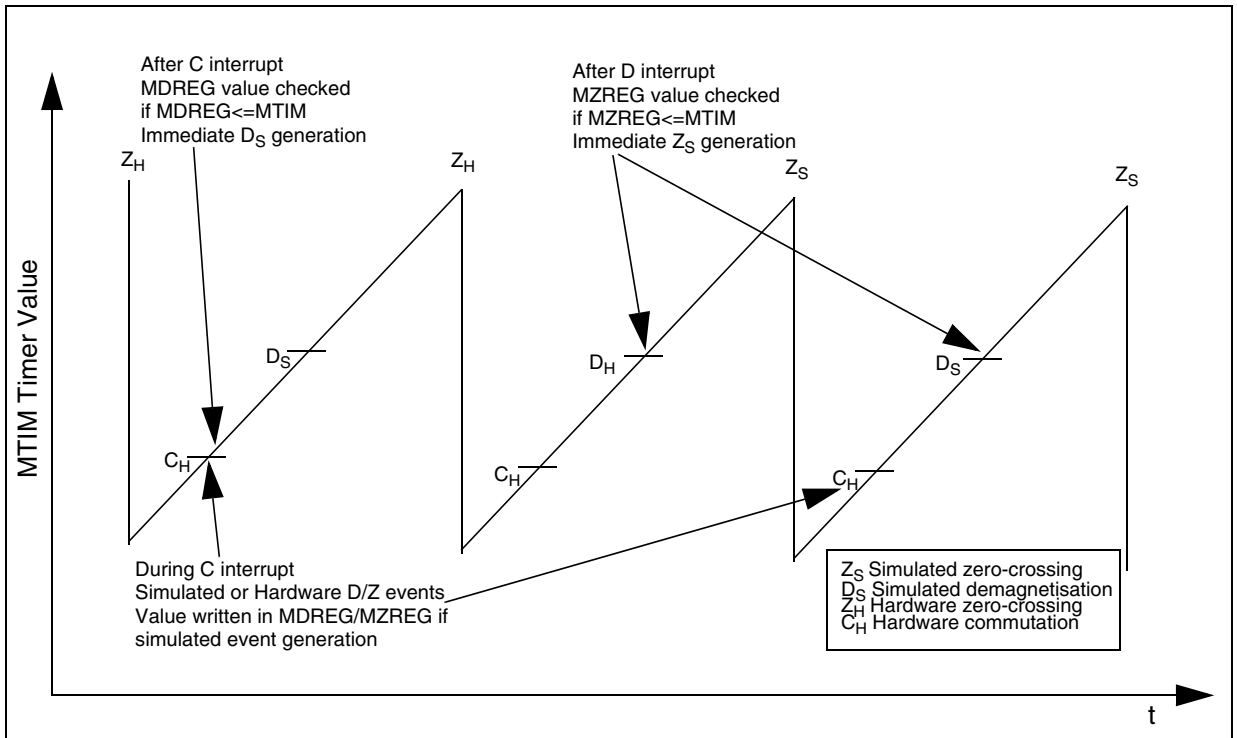 After C interrupt
MDREG value checked
if MDREG<=MTIM
Immediate DS generation
After D interrupt
MZREG value checked
if MZREG<=MTIM
Immediate ZS generation
ZH
ZH
ZS
ZS
MTIM Timer Value
DS
DH
DS
CH
CH
CH
During C interrupt
Simulated or Hardware D/Z events
Value written in MDREG/MZREG if
simulated event generation
ZS Simulated zero-crossing
DS Simulated demagnetisation
ZH Hardware zero-crossing
CH Hardware commutation
t